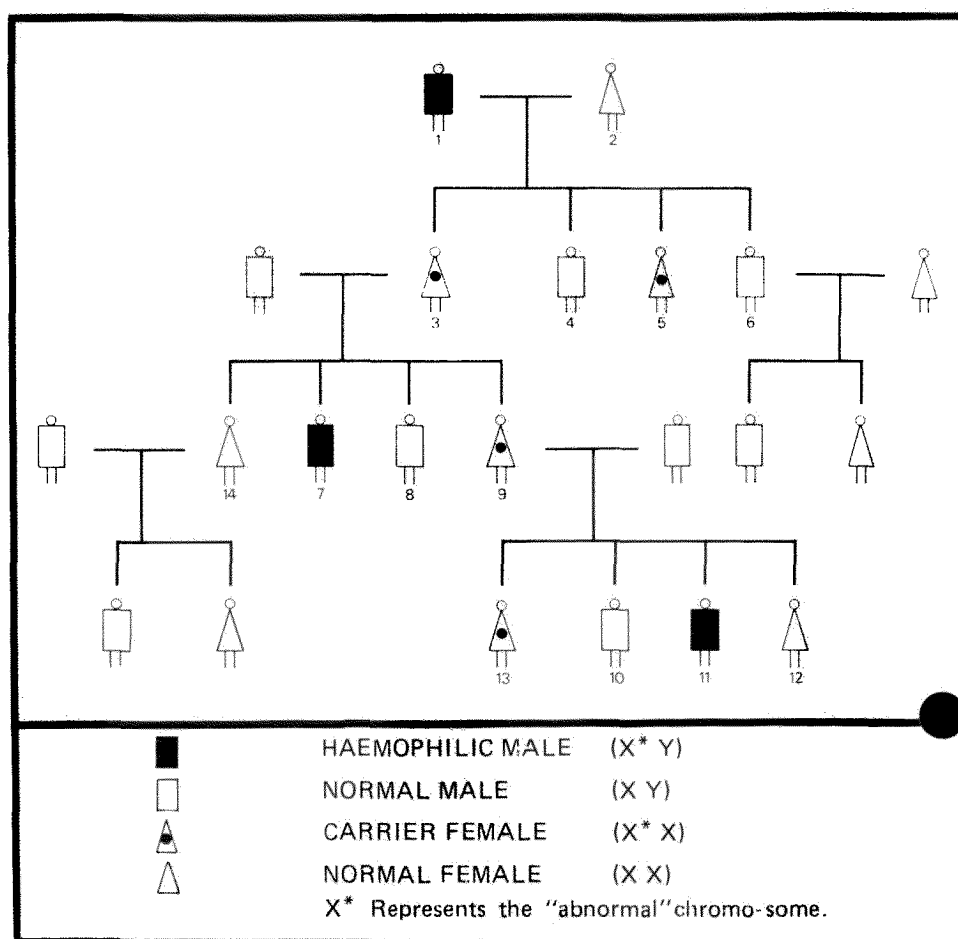 1
2
3
4
5
6
14
7
8
9
13
10
11
12
HAEMOPHILIC MALE (X* Y)
NORMAL MALE (X Y)
CARRIER FEMALE (X* X)
NORMAL FEMALE (X X)
X* Represents the "abnormal" chromo-some.